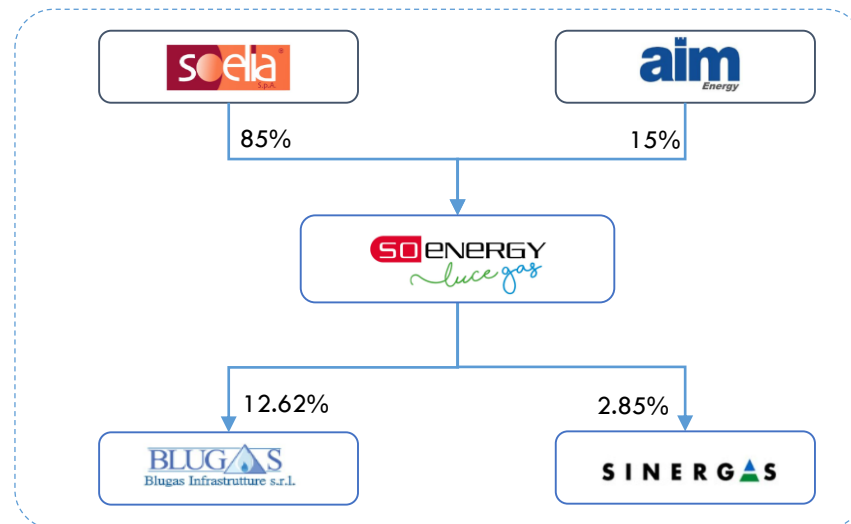 soelia
S.p.A.
aim
Energy
85%
15%
SO ENERGY
luce gas
12.62%
2.85%
BLUGAS
Blugas Infrastrutture s.r.l.
SINERGAS